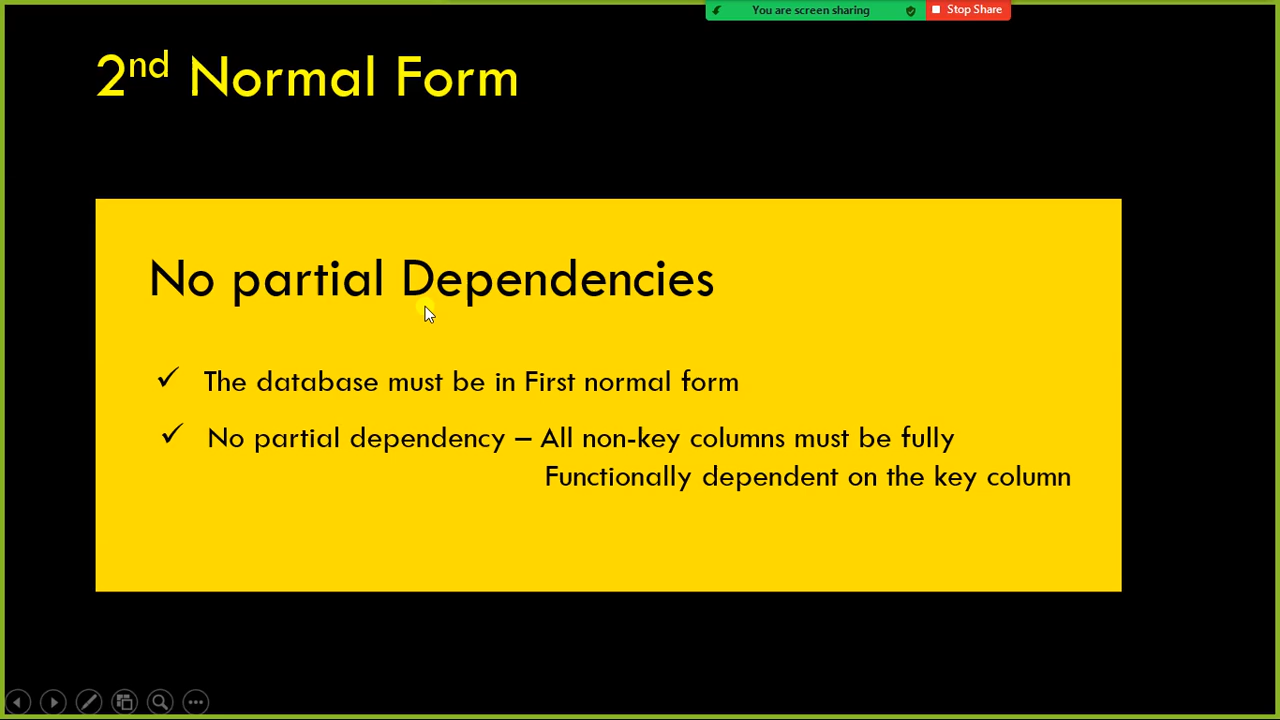 You are screen sharing Stop Share
2nd Normal Form
No partial Dependencies
✓ The database must be in First normal form
✓ No partial dependency – All non-key columns must be fully
Functionally dependent on the key column